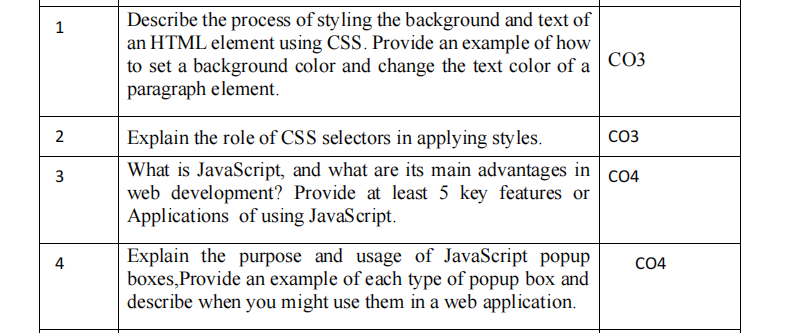 1
Describe the process of styling the background and text of
an HTML element using CSS. Provide an example of how
to set a background color and change the text color of a
paragraph element.
CO3
2
Explain the role of CSS selectors in applying styles.
CO3
3
What is JavaScript, and what are its main advantages in
web development? Provide at least 5 key features or
Applications of using JavaScript.
CO4
4
Explain the purpose and usage of JavaScript popup
boxes,Provide an example of each type of popup box and
describe when you might use them in a web application.
CO4